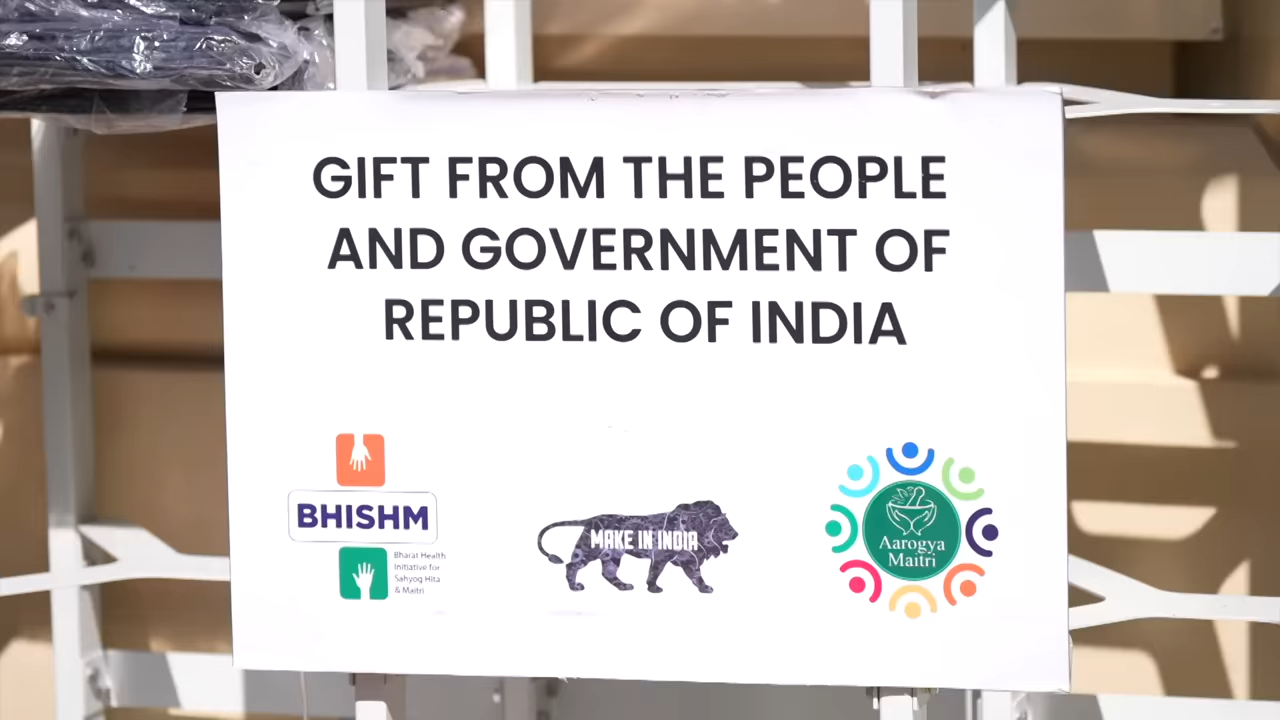 GIFT FROM THE PEOPLE
AND GOVERNMENT OF
REPUBLIC OF INDIA
BHISHM
Bharat Health
Initiative for
Sahyog Hita
& Maitri
MAKE IN INDIA
Aarogya
Maitri